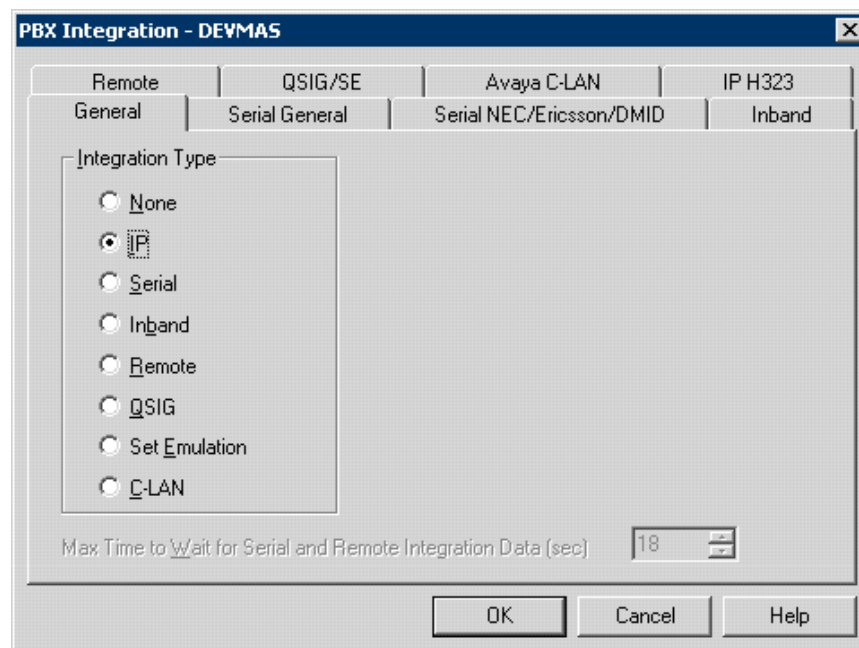 PBX Integration - DEVMAS
Remote QSIG/SE Avaya C-LAN IP H323
General Serial General Serial NEC/Ericsson/DMID Inband
Integration Type
None
IP
Serial
Inband
Remote
QSIG
Set Emulation
C-LAN
Max Time to Wait for Serial and Remote Integration Data (sec) 18
OK Cancel Help